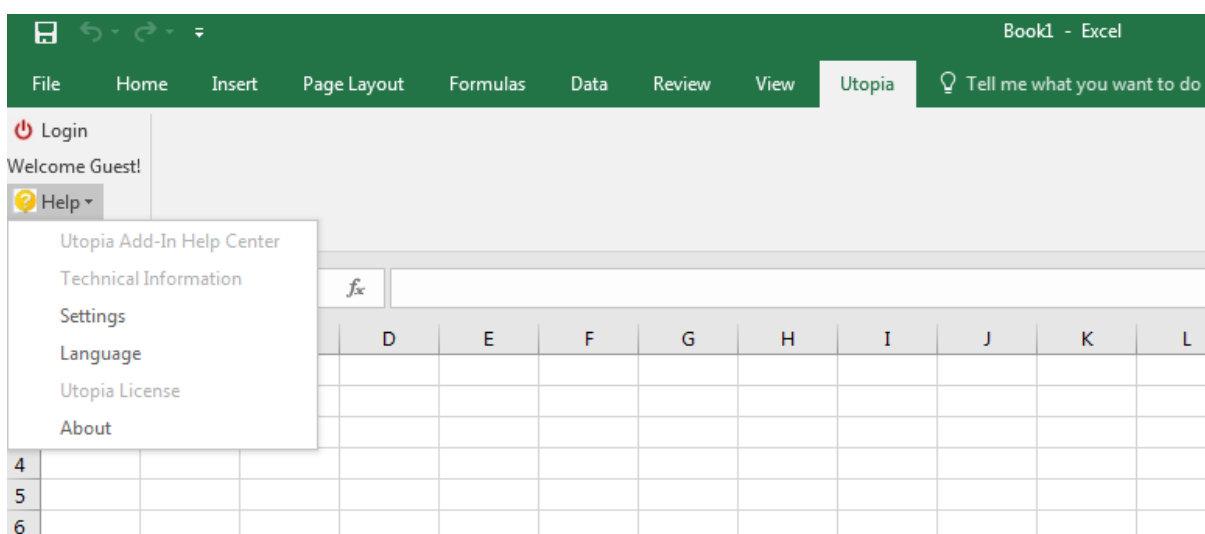 Book1 - Excel
File Home Insert Page Layout Formulas Data Review View Utopia Tell me what you want to do
Login
Welcome Guest!
Help
Utopia Add-In Help Center
Technical Information
Settings
Language
Utopia License
About
fx
D E F G H I J K L
4
5
6